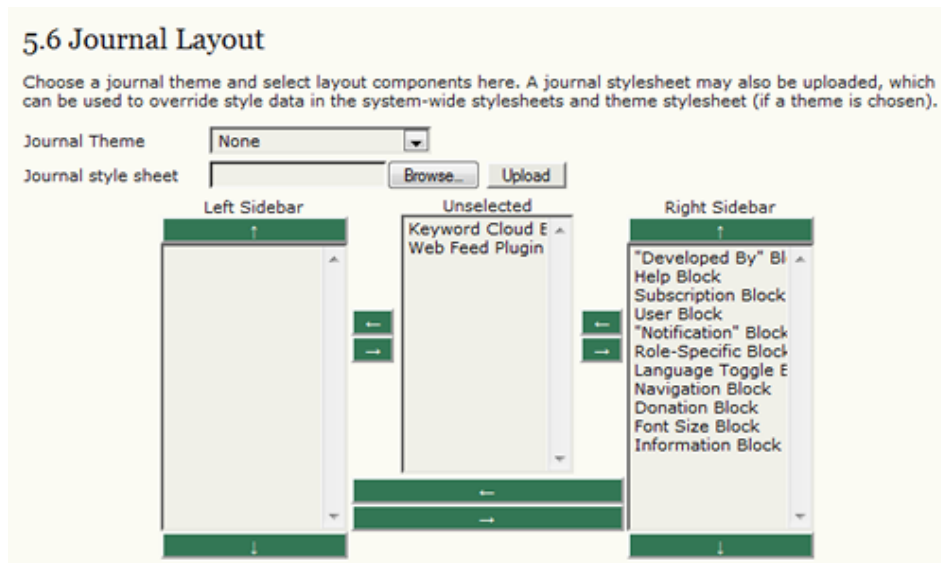 5.6 Journal Layout
Choose a journal theme and select layout components here. A journal stylesheet may also be uploaded, which
can be used to override style data in the system-wide stylesheets and theme stylesheet (if a theme is chosen).
Journal Theme None
Journal style sheet Browse... Upload
Left Sidebar Unselected Right Sidebar
↑ ↑
Keyword Cloud E
Web Feed Plugin
"Developed By" Bl
Help Block
Subscription Block
User Block
"Notification" Block
Role-Specific Block
Language Toggle E
Navigation Block
Donation Block
Font Size Block
Information Block
← ←
→ →
←
→
↓ ↓